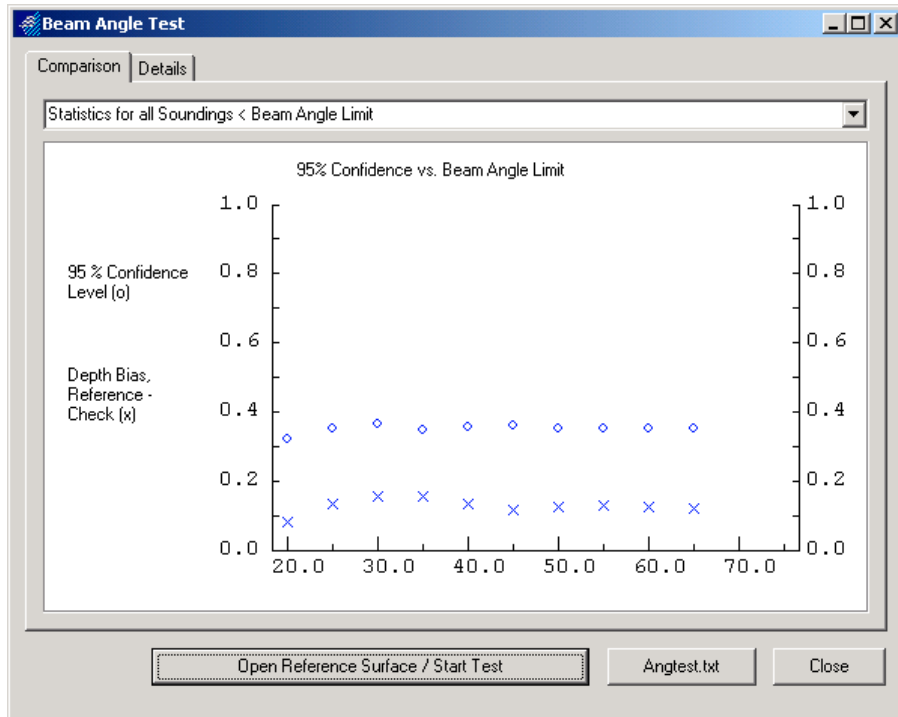 Beam Angle Test
Comparison
Details
Statistics for all Soundings < Beam Angle Limit
95% Confidence vs. Beam Angle Limit
1.0
1.0
95 % Confidence
Level (o)
0.8
0.8
0.6
0.6
Depth Bias,
Reference -
Check (x)
0.4
0.4
0.2
0.2
0.0
0.0
20.0 30.0 40.0 50.0 60.0 70.0
Open Reference Surface / Start Test
Angtest.txt
Close